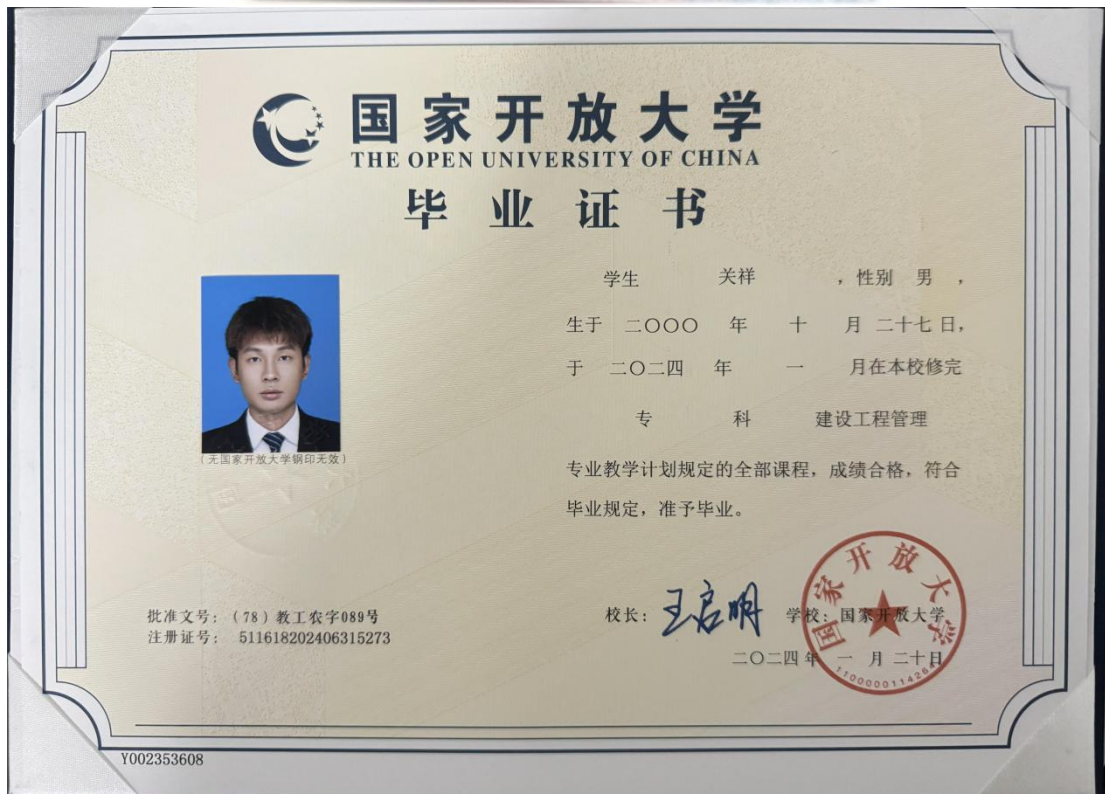 国家开放大学
THE OPEN UNIVERSITY OF CHINA
毕业证书
学生 关祥 ，性别 男 ，
生于 二〇〇〇 年 十 月 二十七 日，
于 二〇二四 年 一 月在本校修完
专 科 建设工程管理
专业教学计划规定的全部课程，成绩合格，符合
毕业规定，准予毕业。
（无国家开放大学钢印无效）
批准文号：（78）教工农字089号
注册证号： 511618202406315273
校长： 王启明 学校：国家开放大学
二〇二四 年 一 月 二十日
国家开放大学
Y002353608